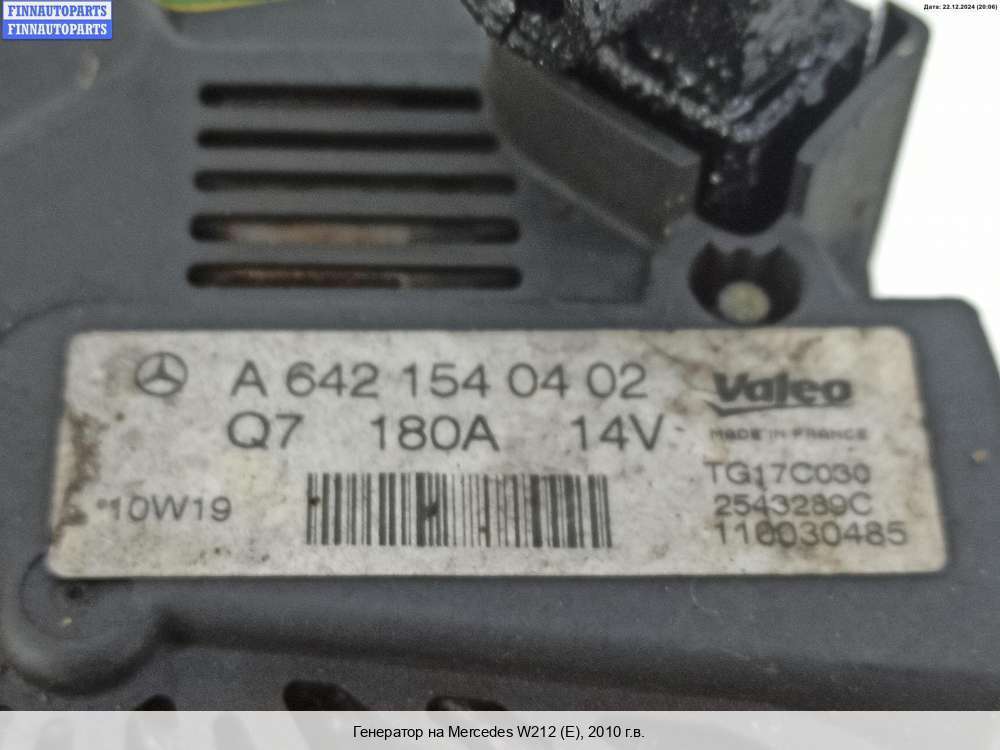 FINNAUTOPARTS
FINNAUTOPARTS
Дата: 22.12.2024 (20:06)
A 642 154 04 02
Q7 180A 14V
Valeo
MADE IN FRANCE
TG17C030
*10W19
2543289C
110030485
Генератор на Mercedes W212 (E), 2010 г.в.